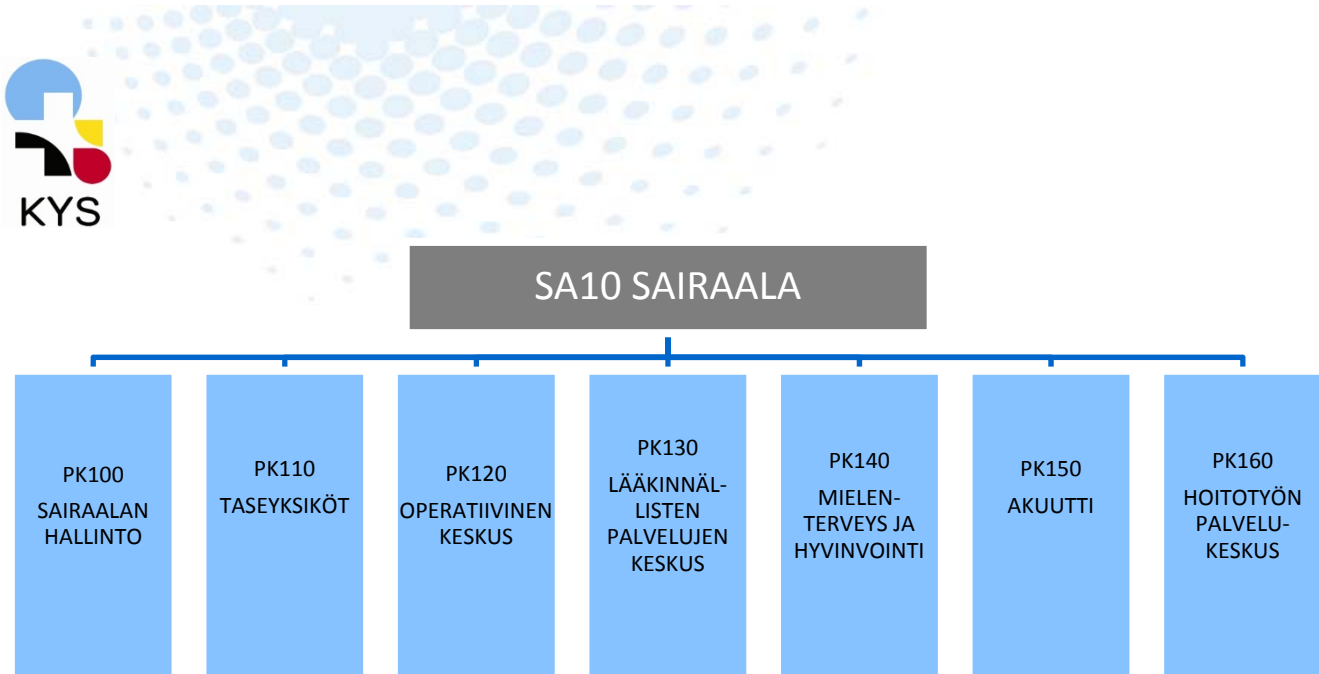 KYS
SA10 SAIRAALA
PK100
SAIRAALAN
HALLINTO
PK110
TASEYKSIKÖT
PK120
OPERATIIVINEN
KESKUS
PK130
LÄÄKINNÄL-
LISTEN
PALVELUJEN
KESKUS
PK140
MIELEN-
TERVEYS JA
HYVINVOINTI
PK150
AKUUTTI
PK160
HOITOTYÖN
PALVELU-
KESKUS